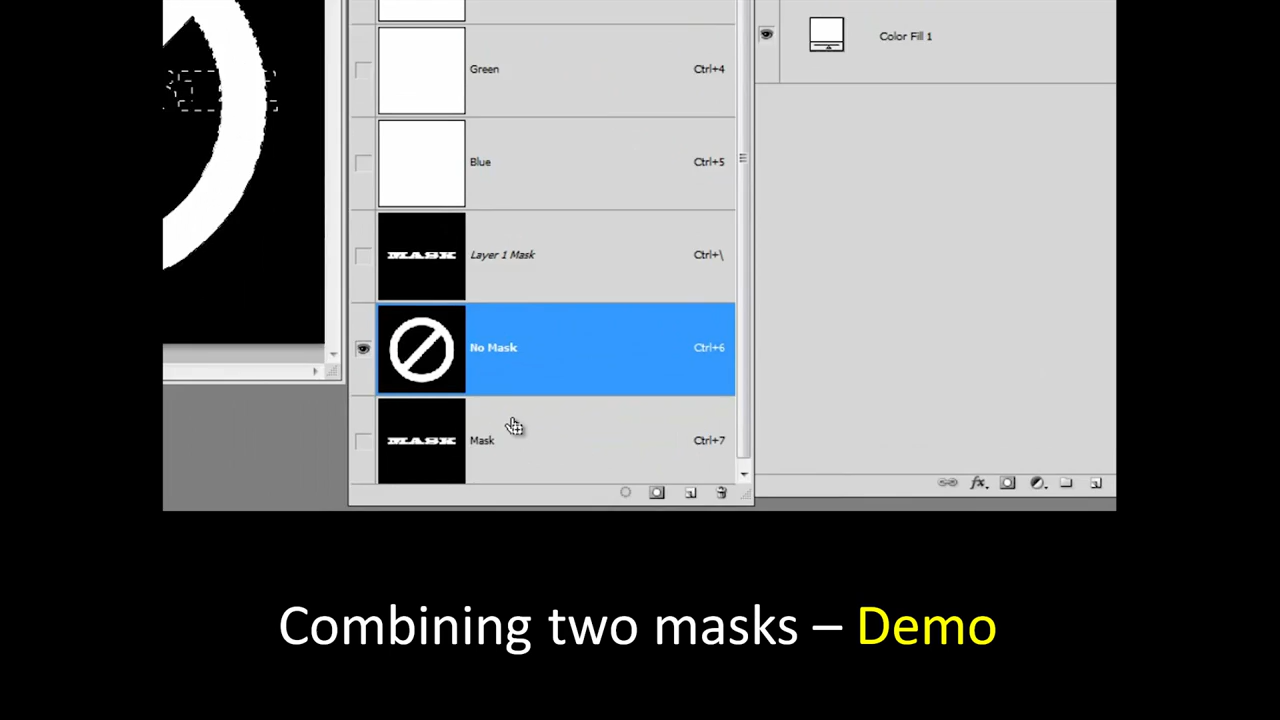 Color Fill 1
Green Ctrl+4
Blue Ctrl+5
MASK Layer 1 Mask Ctrl+\
No Mask Ctrl+6
MASK Mask Ctrl+7
fx
Combining two masks – Demo